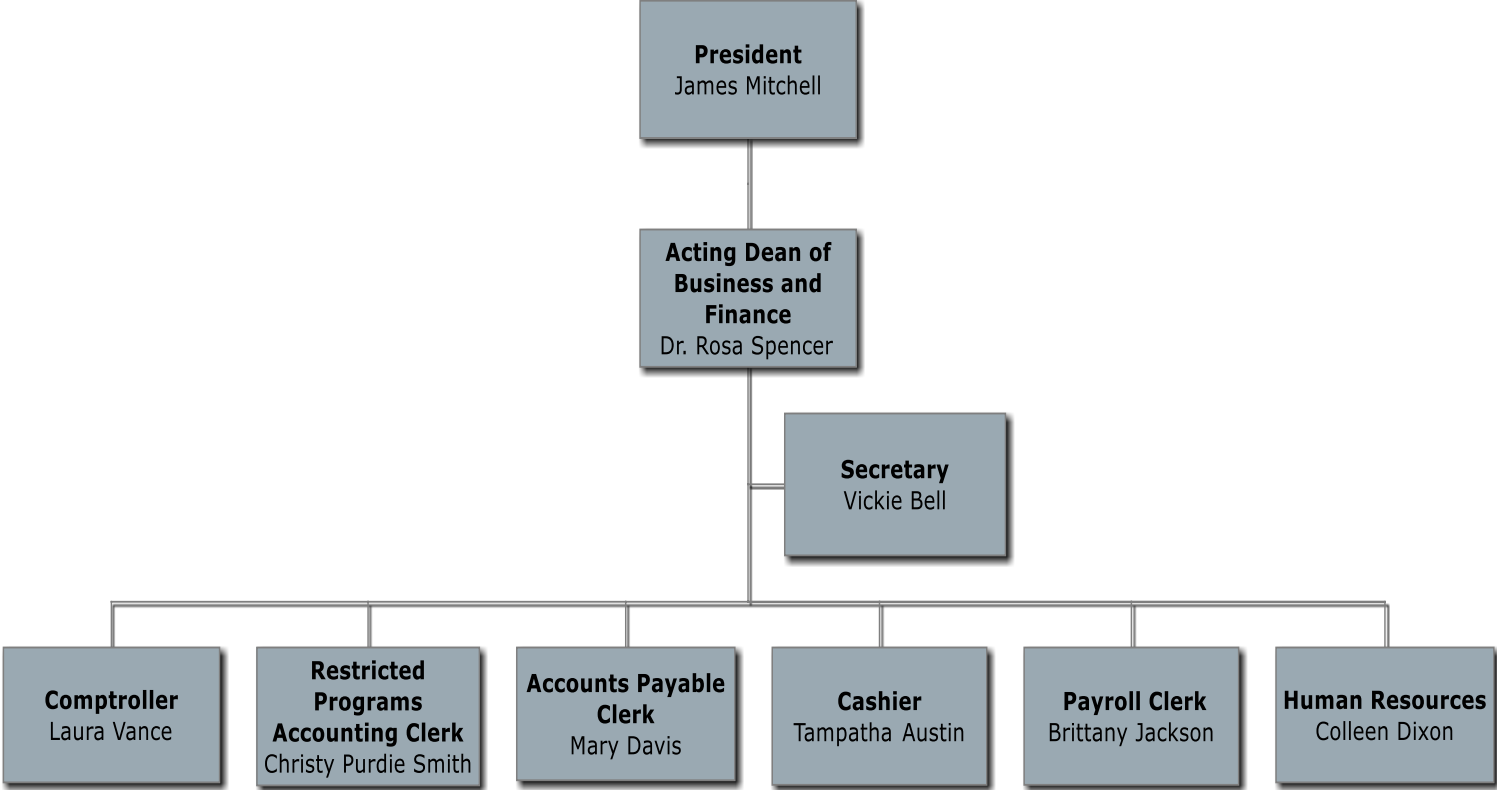 President
James Mitchell
Acting Dean of
Business and
Finance
Dr. Rosa Spencer
Secretary
Vickie Bell
Comptroller
Laura Vance
Restricted
Programs
Accounting Clerk
Christy Purdie Smith
Accounts Payable
Clerk
Mary Davis
Cashier
Tampatha Austin
Payroll Clerk
Brittany Jackson
Human Resources
Colleen Dixon